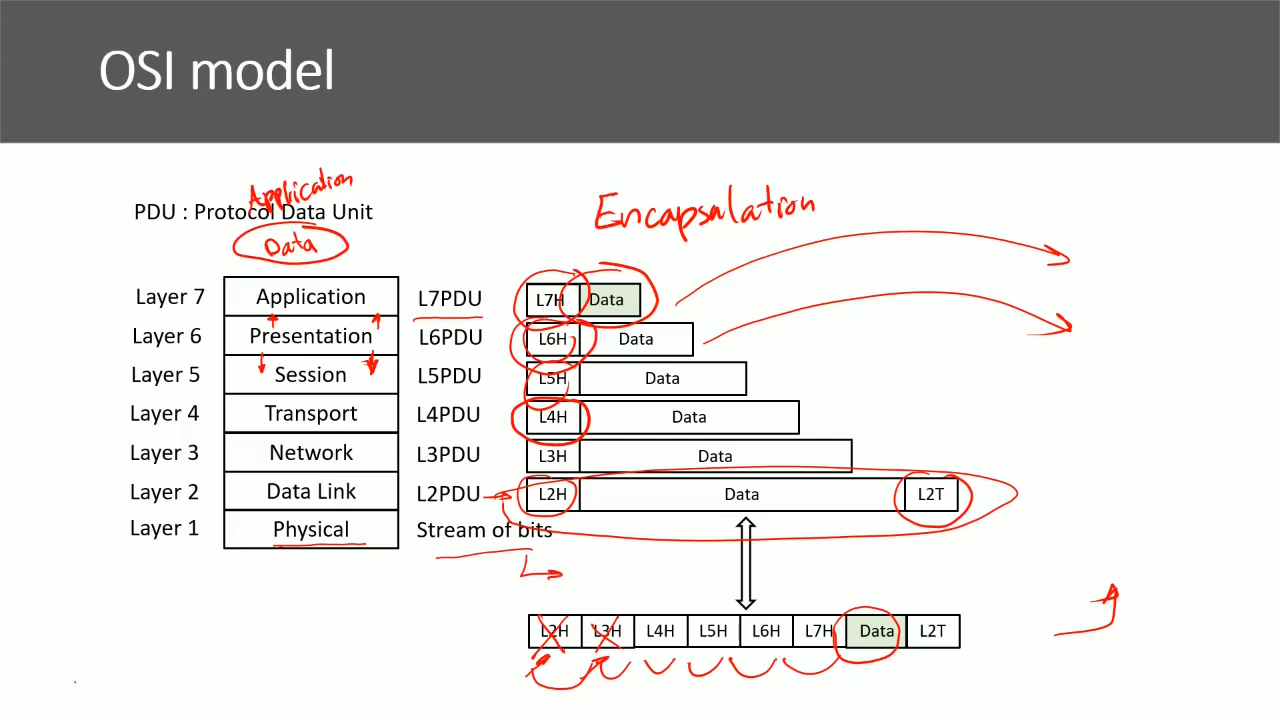 OSI model
Application
PDU : Protocol Data Unit
Data
Encapsalation
Layer 7 Application L7PDU L7H Data
Layer 6 Presentation L6PDU L6H Data
Layer 5 Session L5PDU L5H Data
Layer 4 Transport L4PDU L4H Data
Layer 3 Network L3PDU L3H Data
Layer 2 Data Link L2PDU L2H Data L2T
Layer 1 Physical Stream of bits
L2H L3H L4H L5H L6H L7H Data L2T